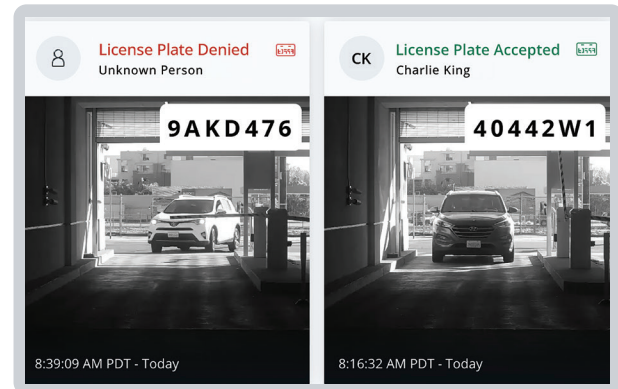 License Plate Denied
Unknown Person
9AKD476
8:39:09 AM PDT - Today
CK
License Plate Accepted
Charlie King
40442W1
8:16:32 AM PDT - Today